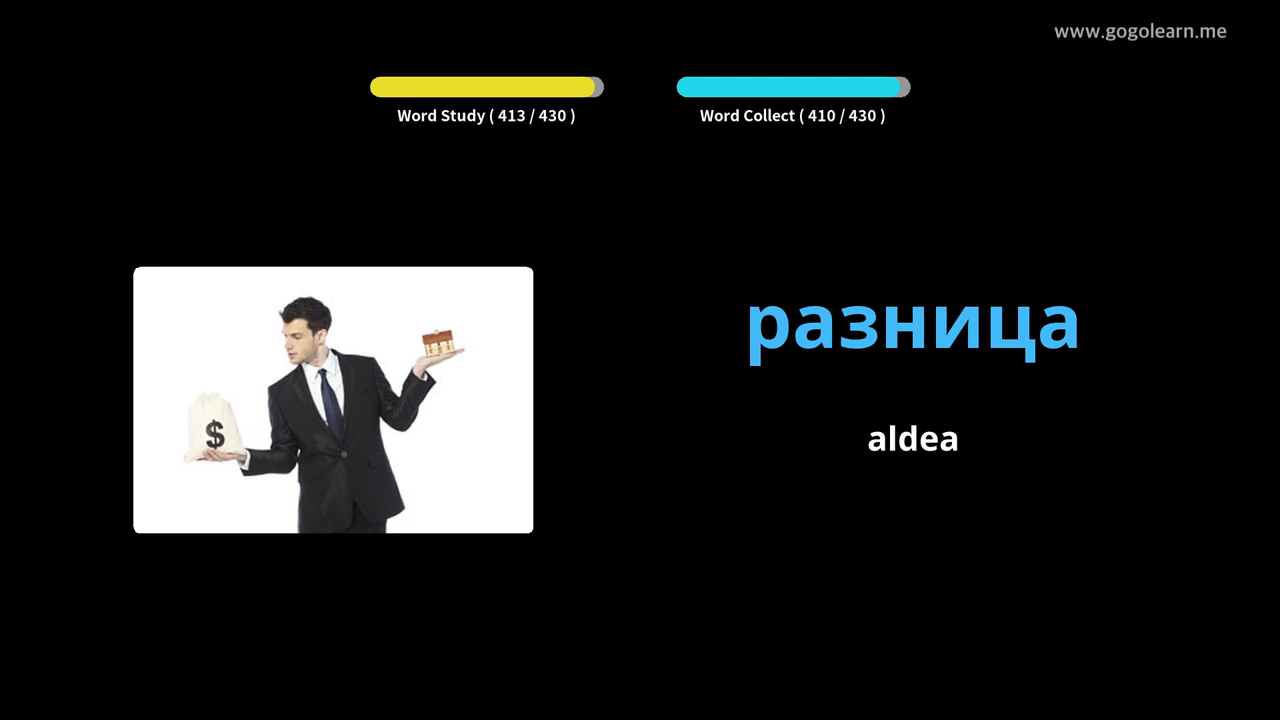 www.gogolearn.me
Word Study ( 413 / 430 )
Word Collect ( 410 / 430 )
$
разница
aldea